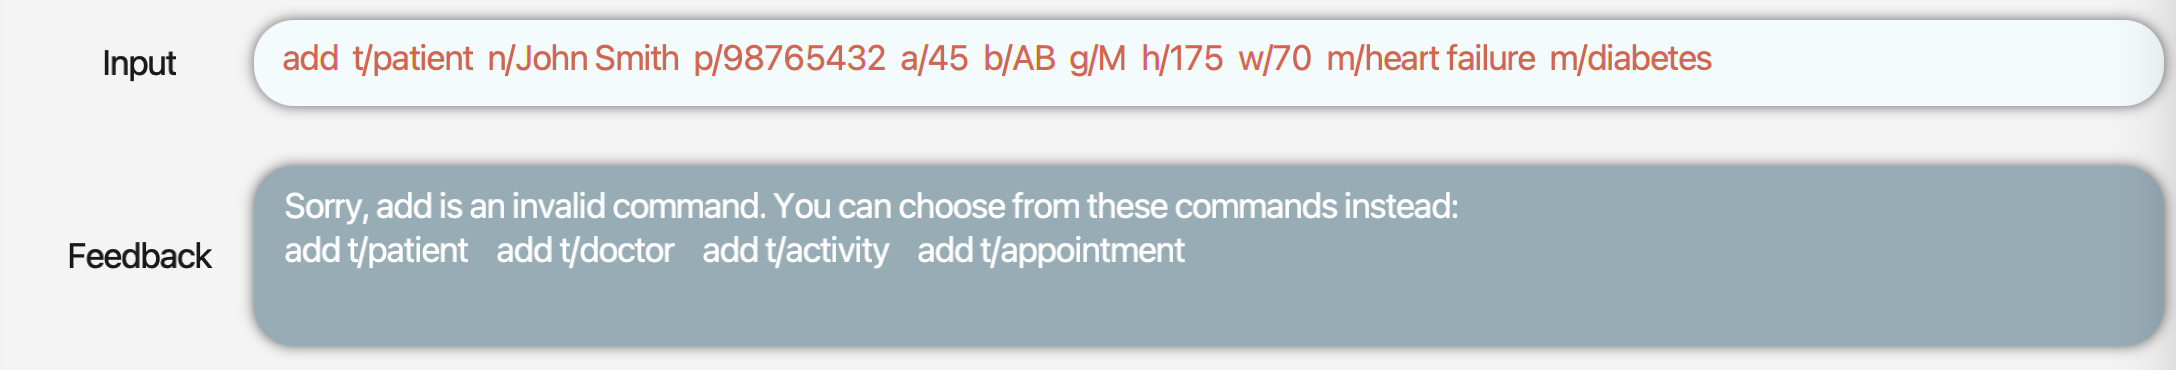 Input
add  t/patient  n/John Smith  p/98765432  a/45  b/AB  g/M  h/175  w/70  m/heart failure  m/diabetes
Feedback
Sorry, add is an invalid command. You can choose from these commands instead:
add t/patient    add t/doctor    add t/activity    add t/appointment